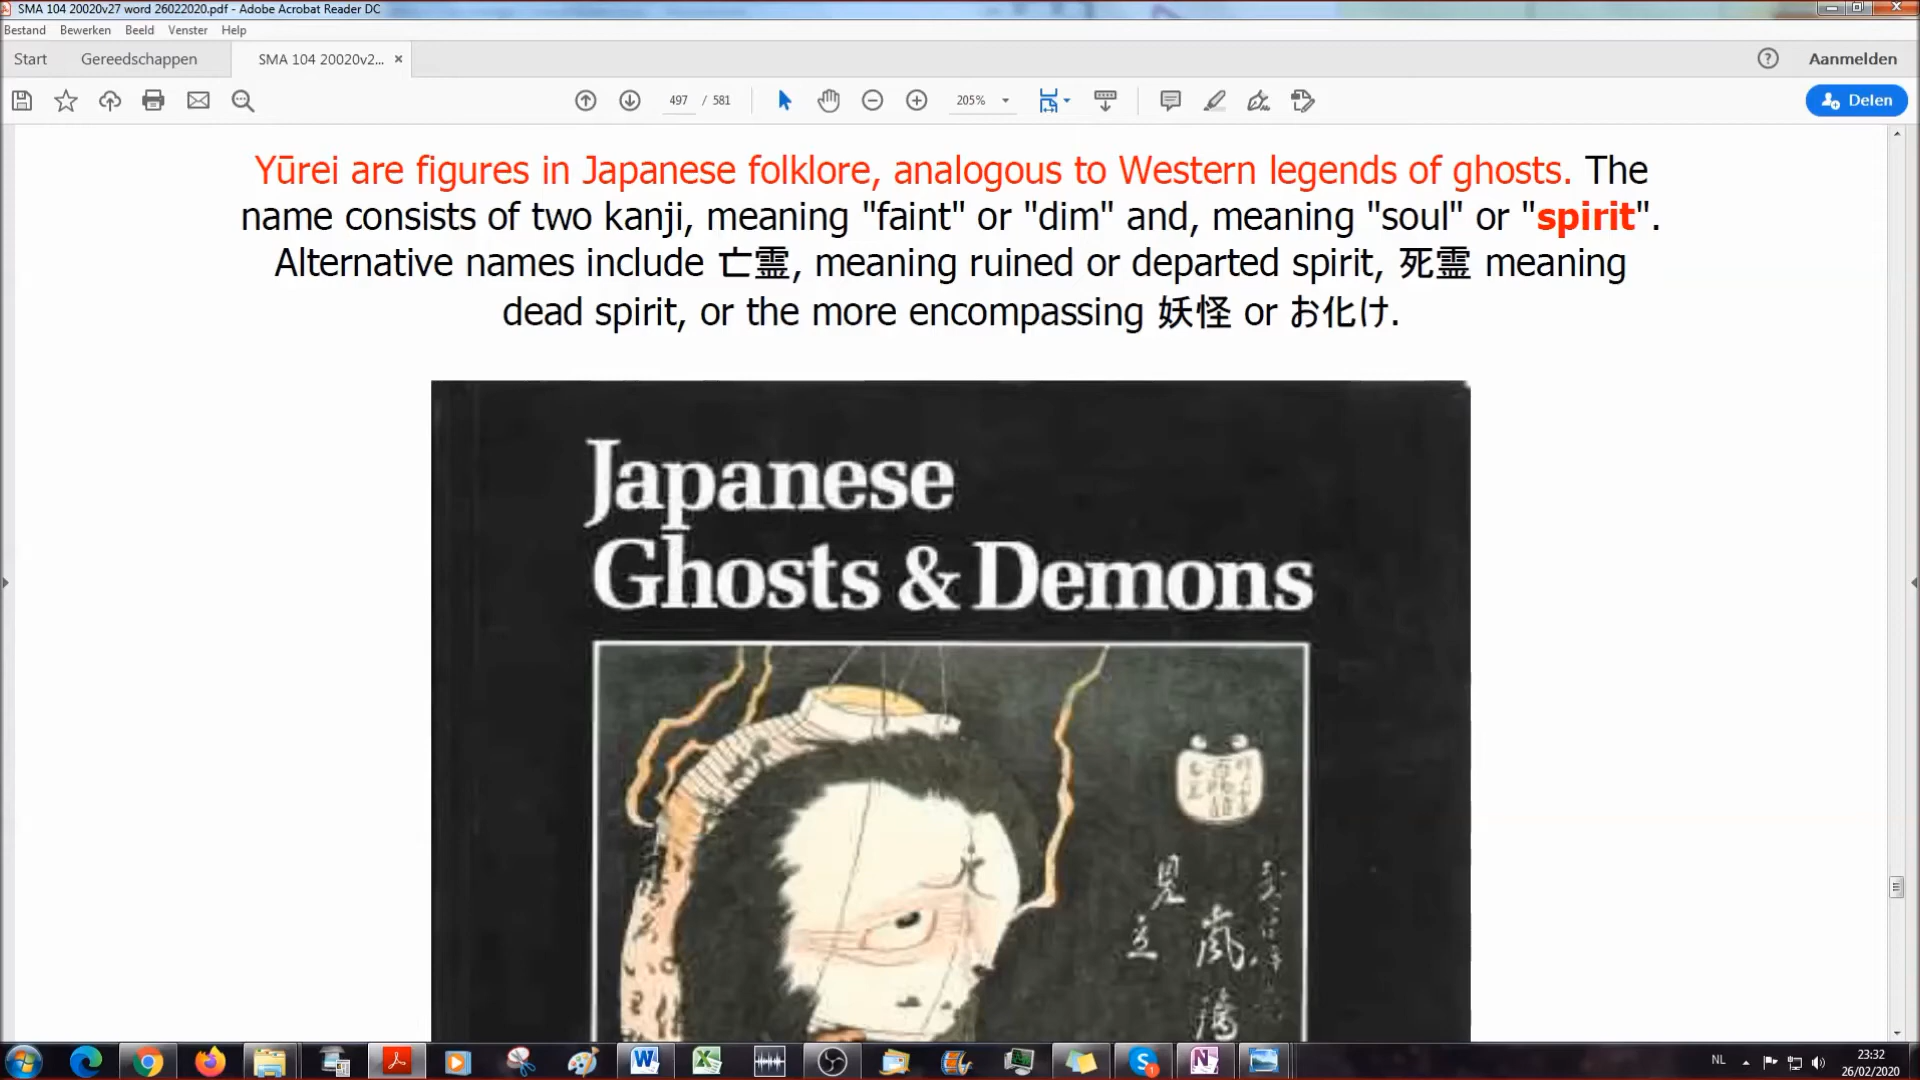 SMA 104 20020v27 word 26022020.pdf - Adobe Acrobat Reader DC
Bestand Bewerken Beeld Venster Help
Start Gereedschappen SMA 104 20020v2... × Aanmelden
497 / 581 205% Delen
Yūrei are figures in Japanese folklore, analogous to Western legends of ghosts. The
name consists of two kanji, meaning "faint" or "dim" and, meaning "soul" or "spirit".
Alternative names include 亡霊, meaning ruined or departed spirit, 死霊 meaning
dead spirit, or the more encompassing 妖怪 or お化け.
Japanese
Ghosts & Demons
NL 23:32
26/02/2020